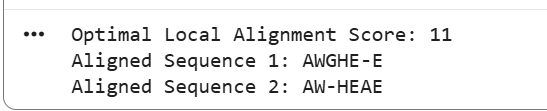 Optimal Local Alignment Score: 11
Aligned Sequence 1: AWGHE-E
Aligned Sequence 2: AW-HEAE